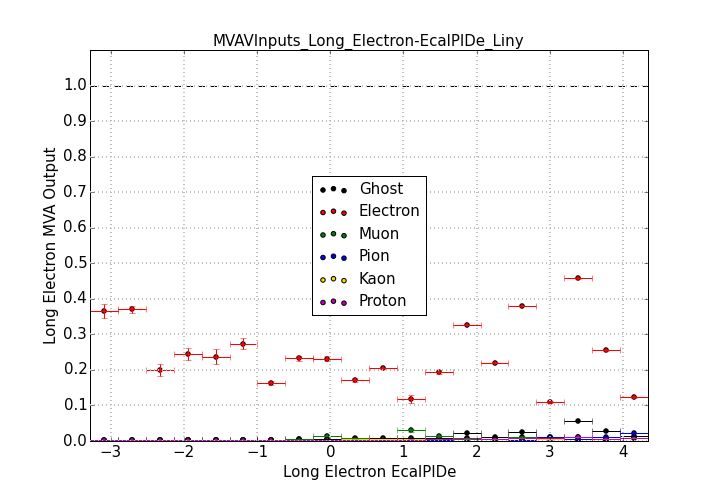 MVAVInputs_Long_Electron-EcalPIDe_Liny
Long Electron MVA Output
1.0
0.9
0.8
0.7
0.6
0.5
0.4
0.3
0.2
0.1
0.0
Ghost
Electron
Muon
Pion
Kaon
Proton
−3 −2 −1 0 1 2 3 4
Long Electron EcalPIDe